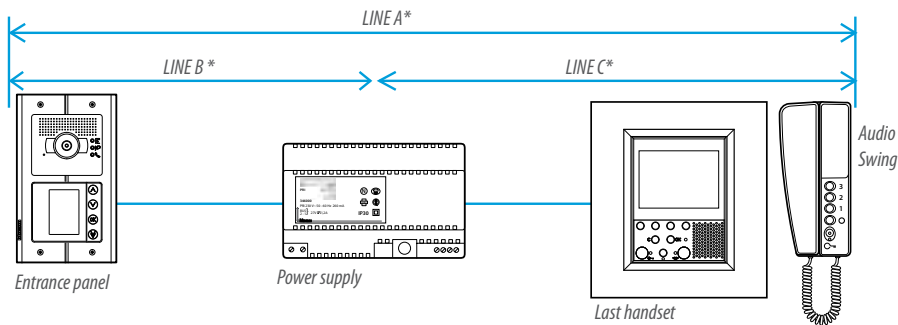 LINE A*
LINE B *
LINE C*
Audio
Swing
3
2
1
IP30
Entrance panel
Power supply
Last handset